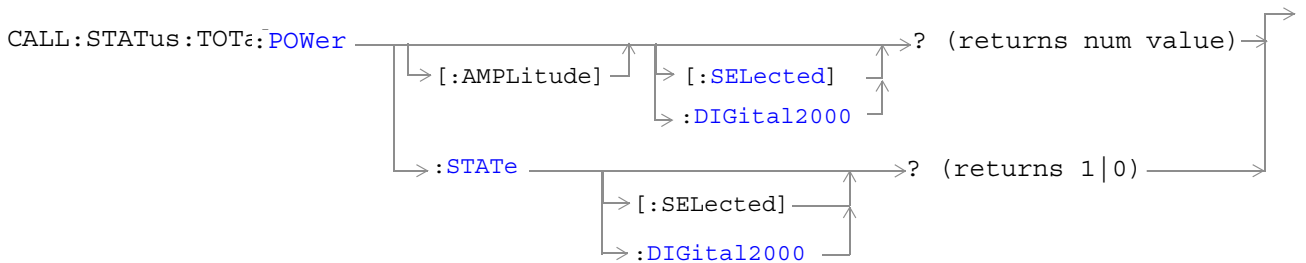 CALL:STATus:TOTa:POWer ? (returns num value)
[:AMPLitude] [:SELected]
:DIGital2000
:STATe ? (returns 1|0)
[:SELected]
:DIGital2000